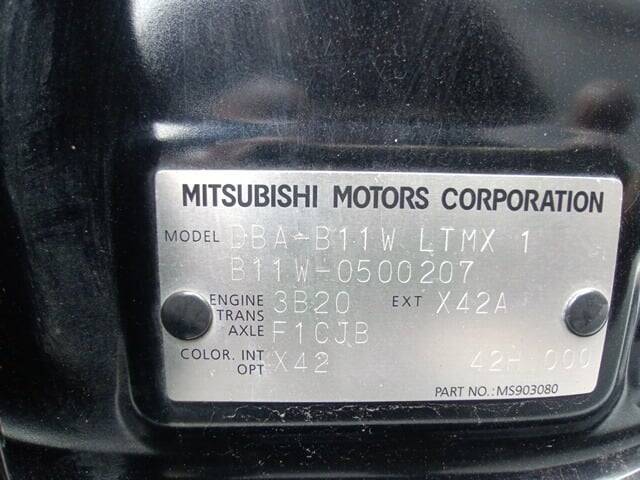 MITSUBISHI MOTORS CORPORATION
MODEL DBA-B11W LTMX 1
B11W-0500207
ENGINE 3B20 EXT X42A
TRANS
AXLE F1CJB
COLOR. INT X42 42H 000
OPT
PART NO.: MS903080